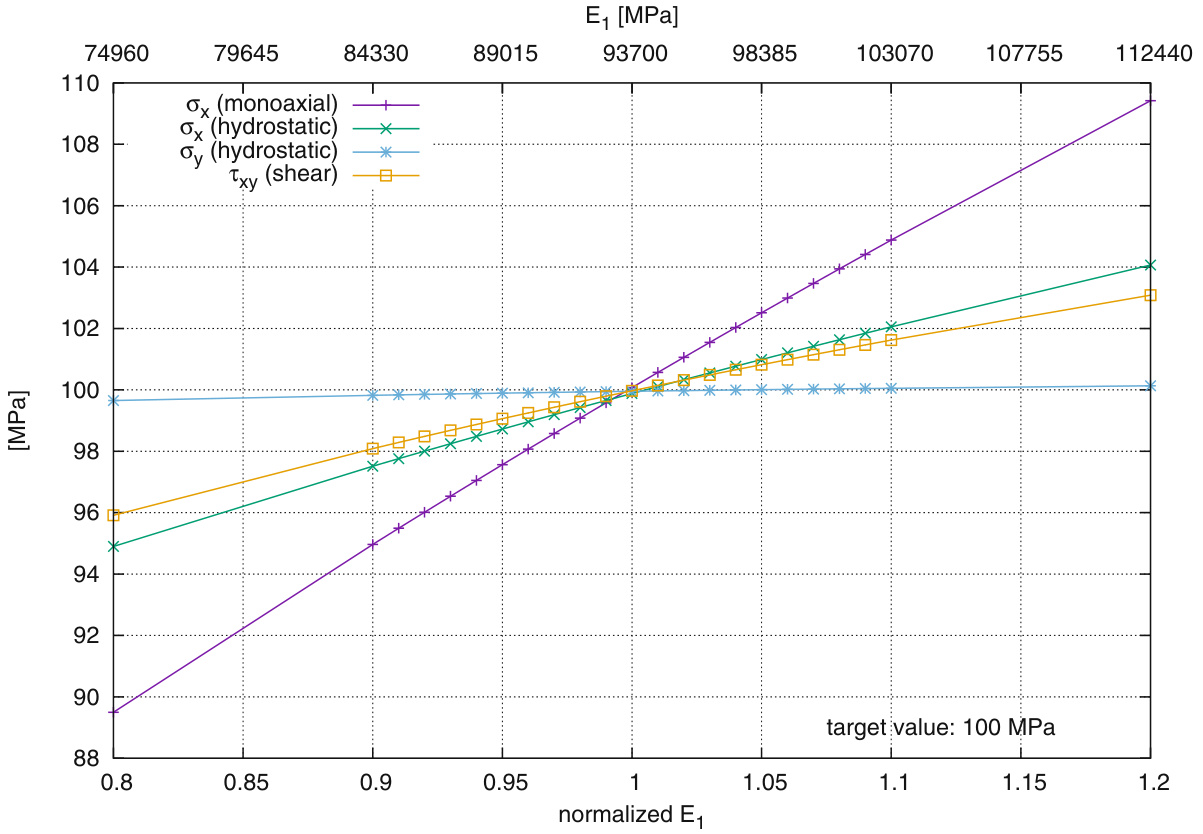 E1 [MPa]
74960 79645 84330 89015 93700 98385 103070 107755 112440
110
σx (monoaxial)
σx (hydrostatic)
σy (hydrostatic)
τxy (shear)
108
106
104
102
100
98
96
94
92
90
88
[MPa]
target value: 100 MPa
0.8 0.85 0.9 0.95 1 1.05 1.1 1.15 1.2
normalized E1